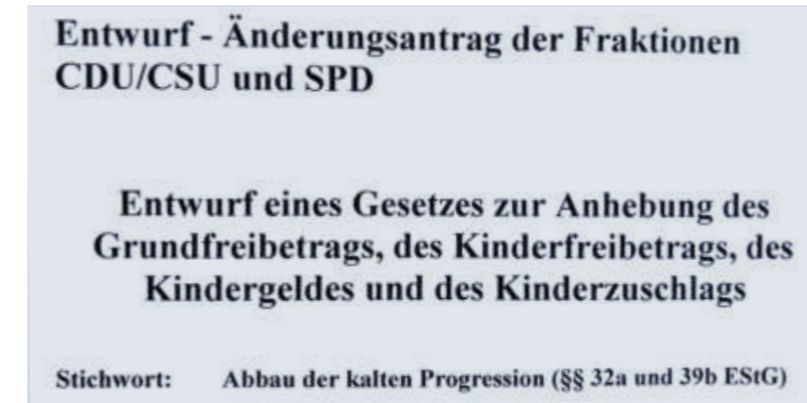 Entwurf - Änderungsantrag der Fraktionen
CDU/CSU und SPD
Entwurf eines Gesetzes zur Anhebung des
Grundfreibetrags, des Kinderfreibetrags, des
Kindergeldes und des Kinderzuschlags
Stichwort: Abbau der kalten Progression (§§ 32a und 39b EStG)